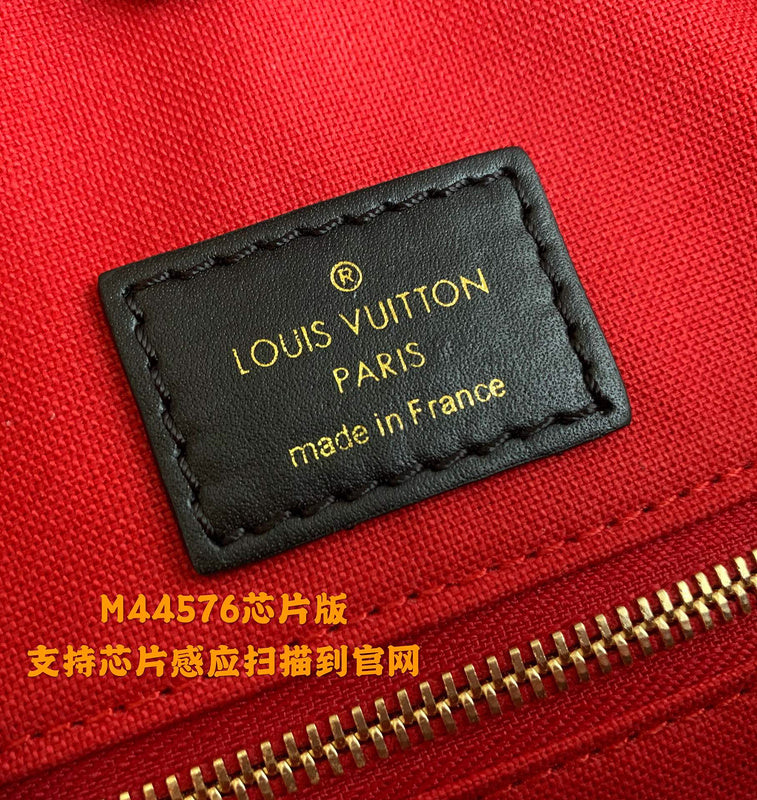 ®
LOUIS VUITTON
PARIS
made in France
M44576芯片版
支持芯片感应扫描到官网